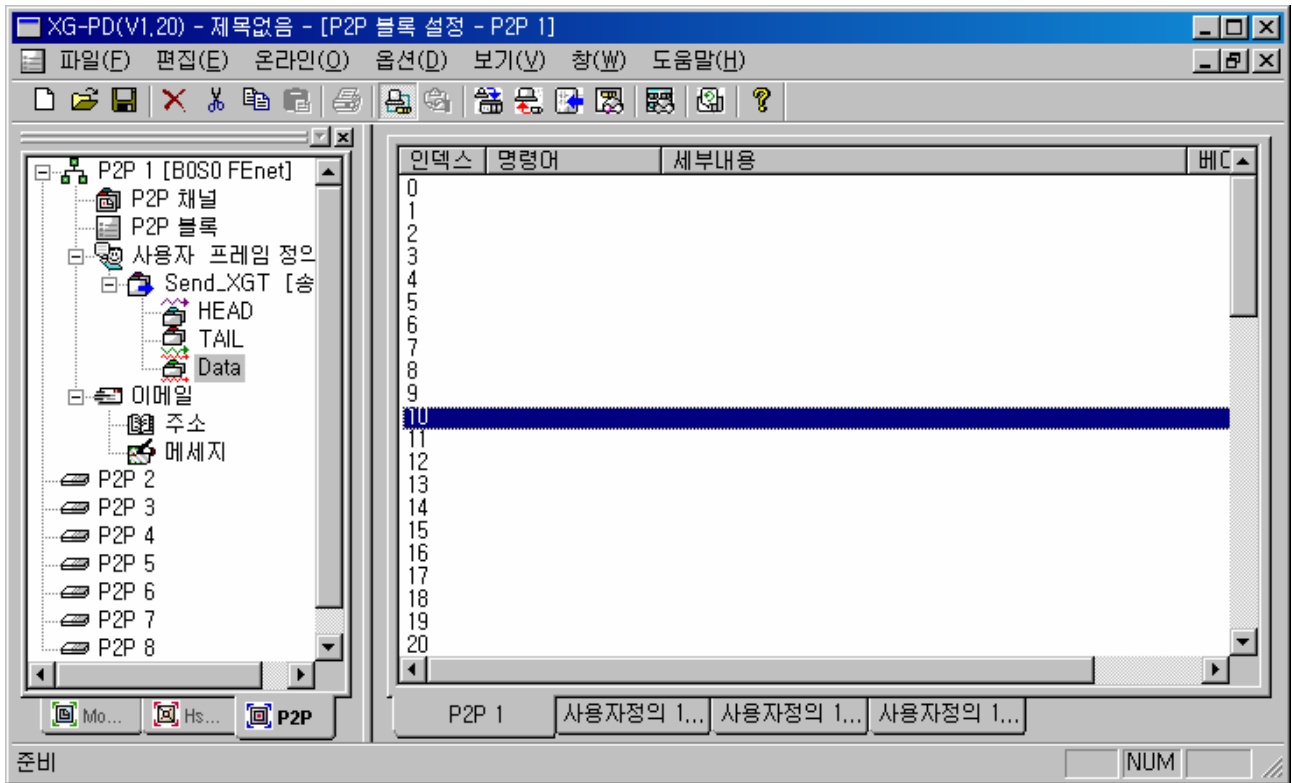 XG-PD(V1,20) - 제목없음 - [P2P 블록 설정 - P2P 1]
파일(F) 편집(E) 온라인(O) 옵션(D) 보기(V) 창(W) 도움말(H)
P2P 1 [B0S0 FEnet]
P2P 채널
P2P 블록
사용자 프레임 정의
Send_XGT [송
HEAD
TAIL
Data
이메일
주소
메세지
P2P 2
P2P 3
P2P 4
P2P 5
P2P 6
P2P 7
P2P 8
Mo... Hs... P2P
인덱스 명령어 세부내용
0
1
2
3
4
5
6
7
8
9
10
11
12
13
14
15
16
17
18
19
20
P2P 1 사용자정의 1... 사용자정의 1... 사용자정의 1...
준비 NUM